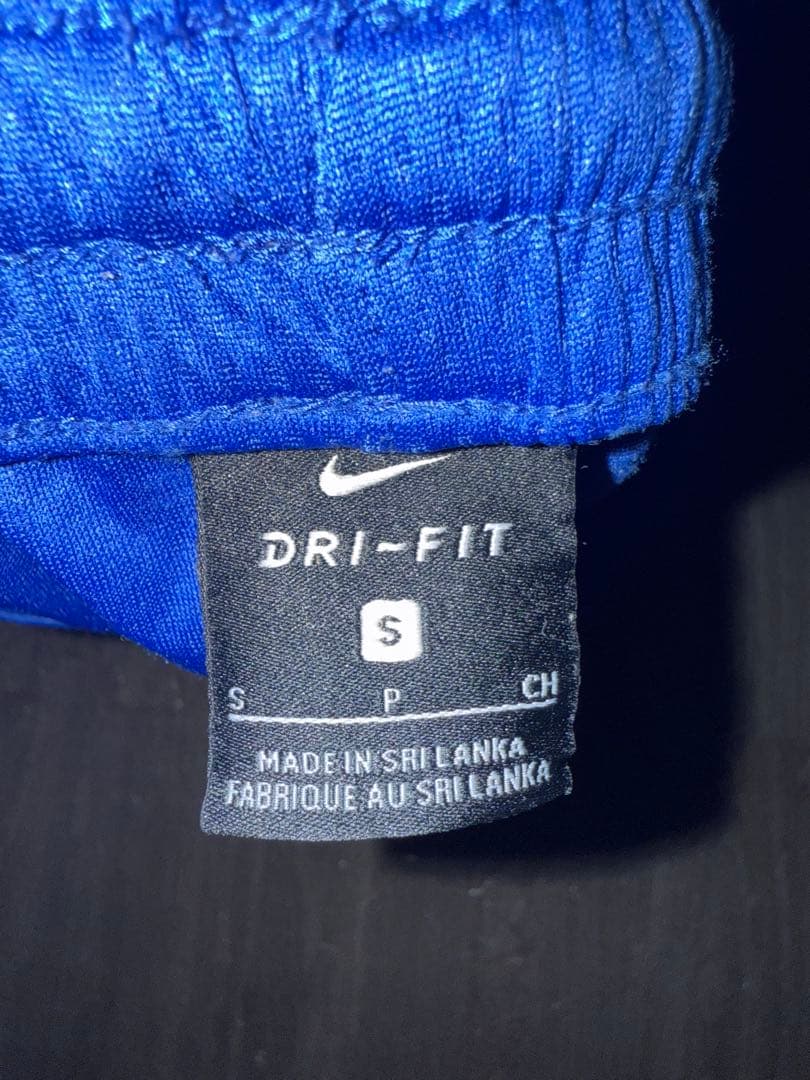 DRI-FIT
S
S P CH
MADE IN SRI LANKA
FABRIQUE AU SRI LANKA